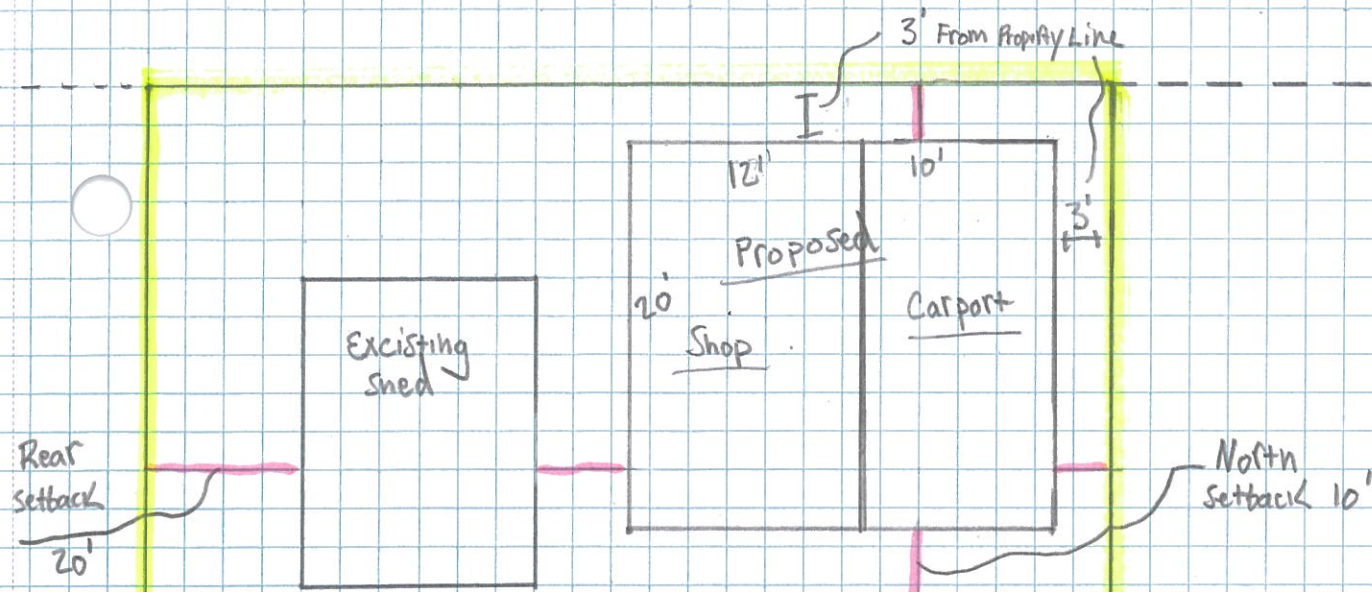 3' From Property Line
12'
10'
3'
Proposed
20'
Carport
Shop
Excisting
shed
Rear
setback
20'
North
setback 10'